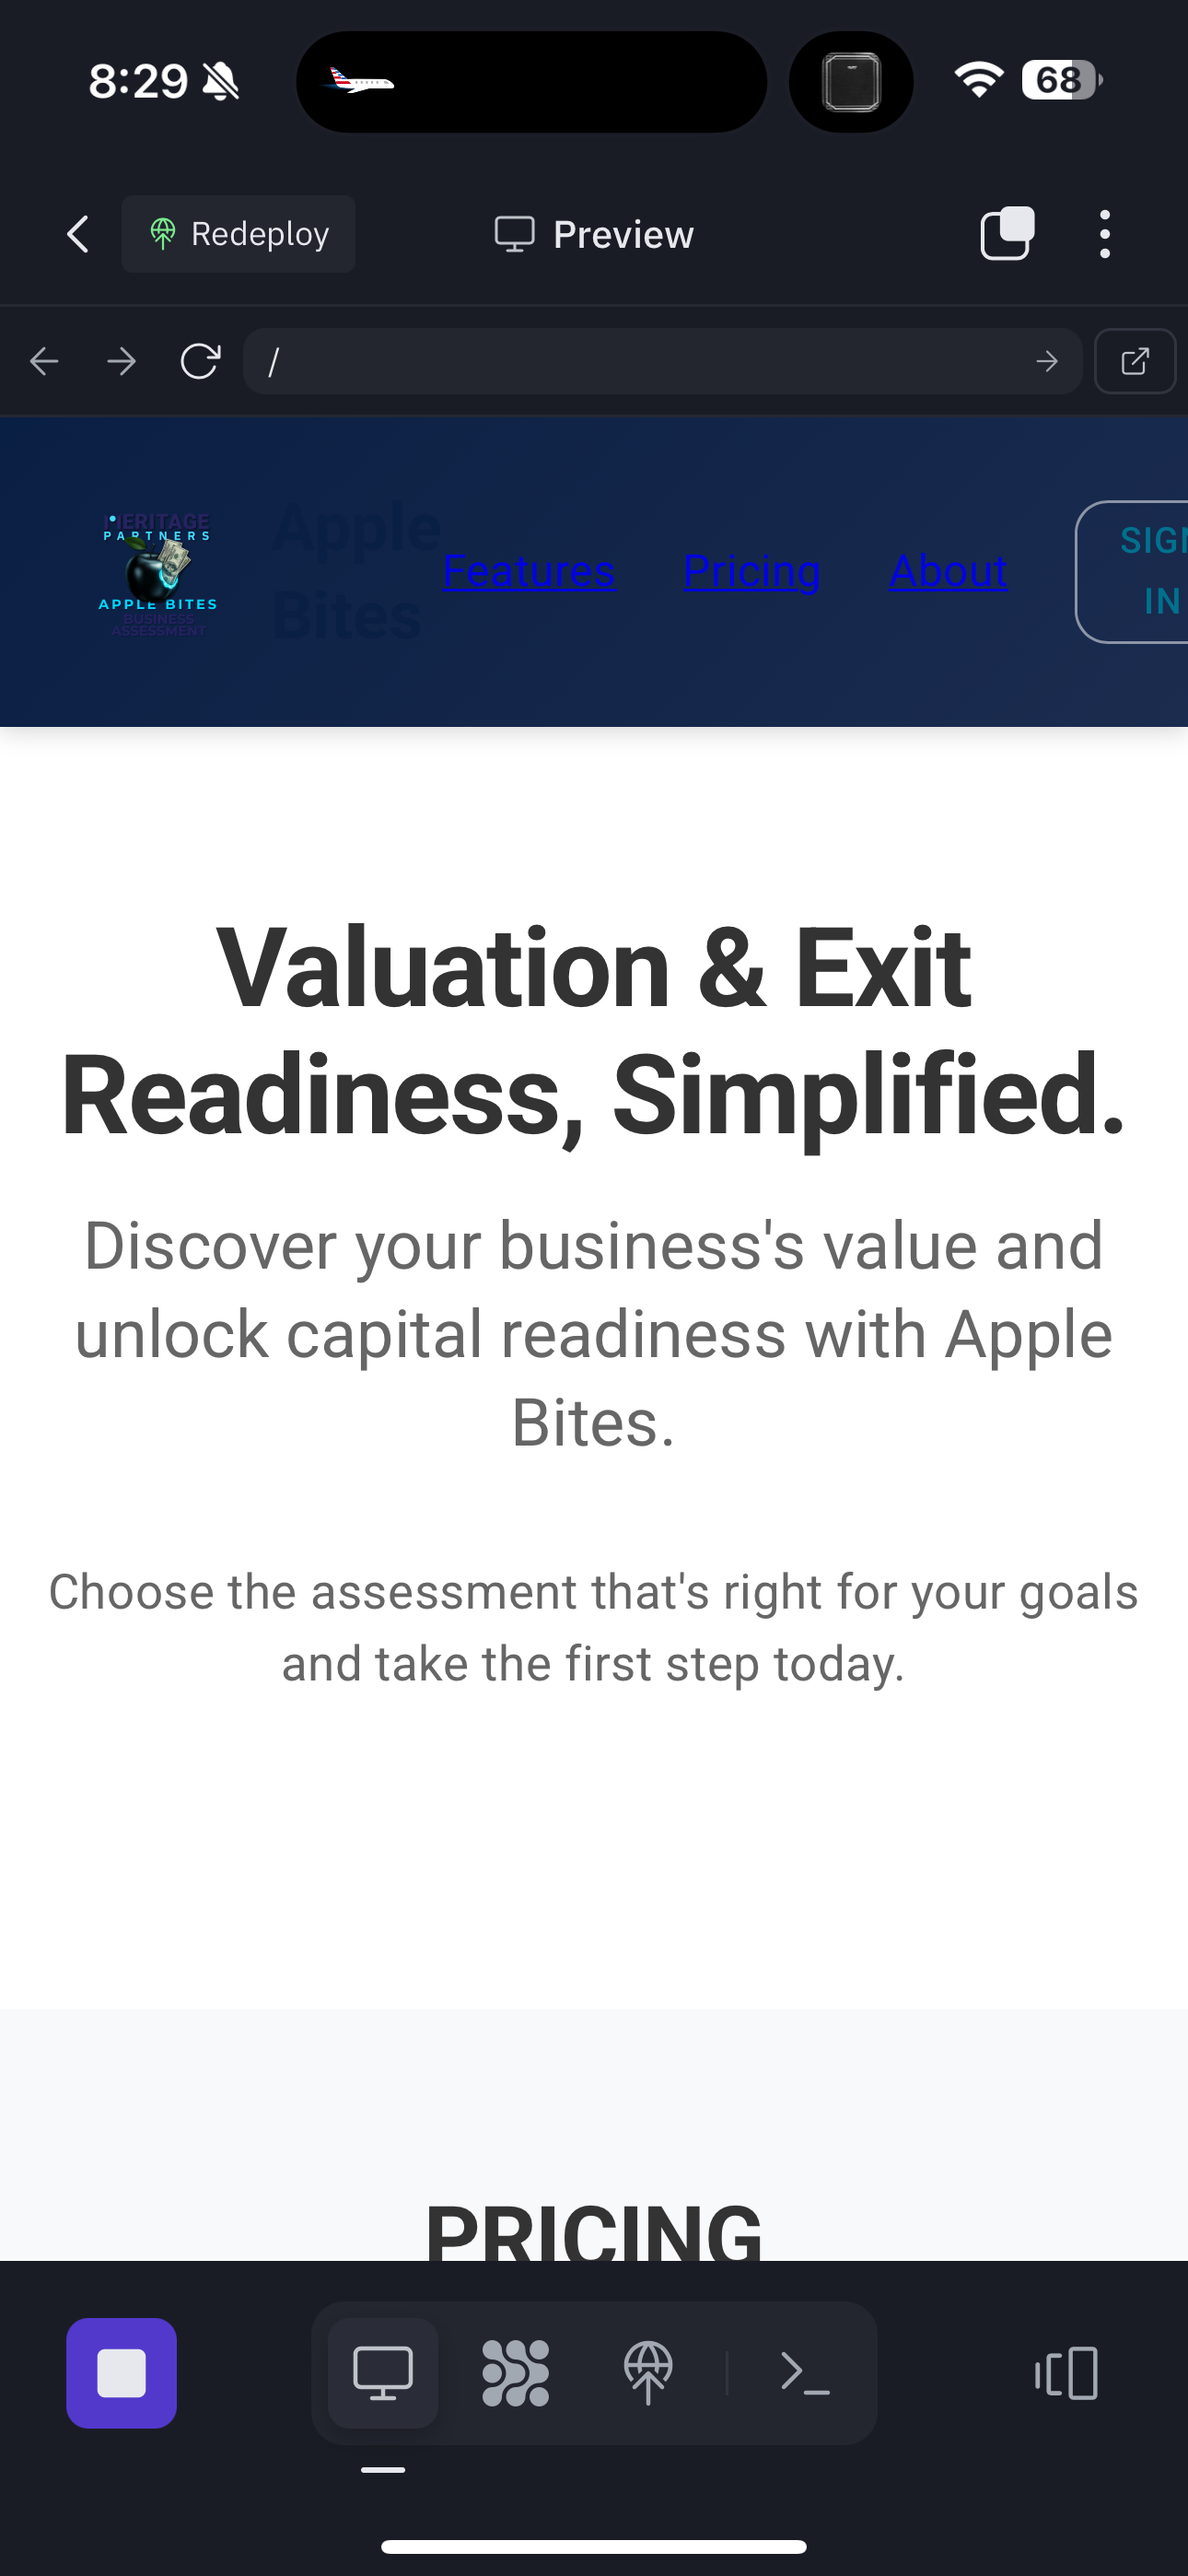 8:29
68
Redeploy
Preview
/
MERITAGE
PARTNERS
APPLE BITES
BUSINESS
ASSESSMENT
Apple
Bites
Features
Pricing
About
SIGN
IN
Valuation & Exit
Readiness, Simplified.
Discover your business's value and
unlock capital readiness with Apple
Bites.
Choose the assessment that's right for your goals
and take the first step today.
PRICING